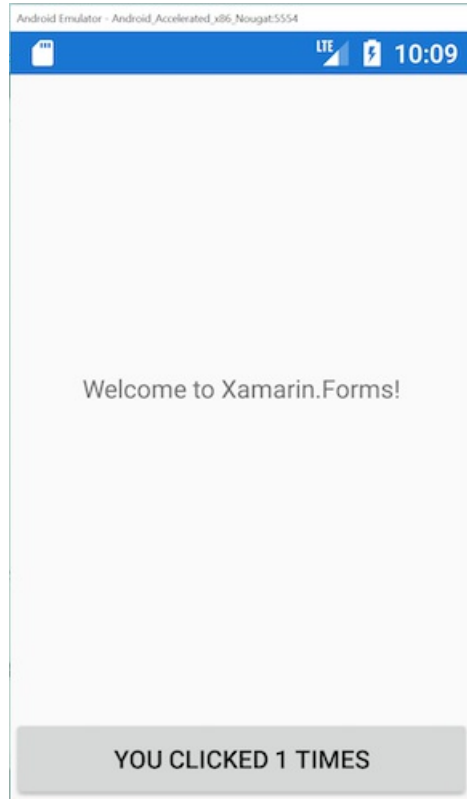 Android Emulator - Android_Accelerated_x86_Nougat:5554
LTE 10:09
Welcome to Xamarin.Forms!
YOU CLICKED 1 TIMES